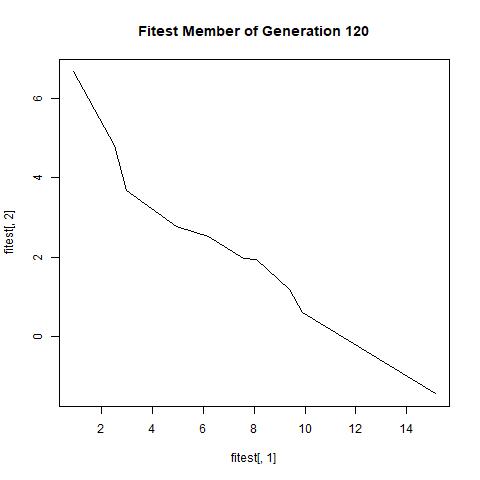 Fitest Member of Generation 120
fitest[, 2]
6
4
2
0
2 4 6 8 10 12 14
fitest[, 1]